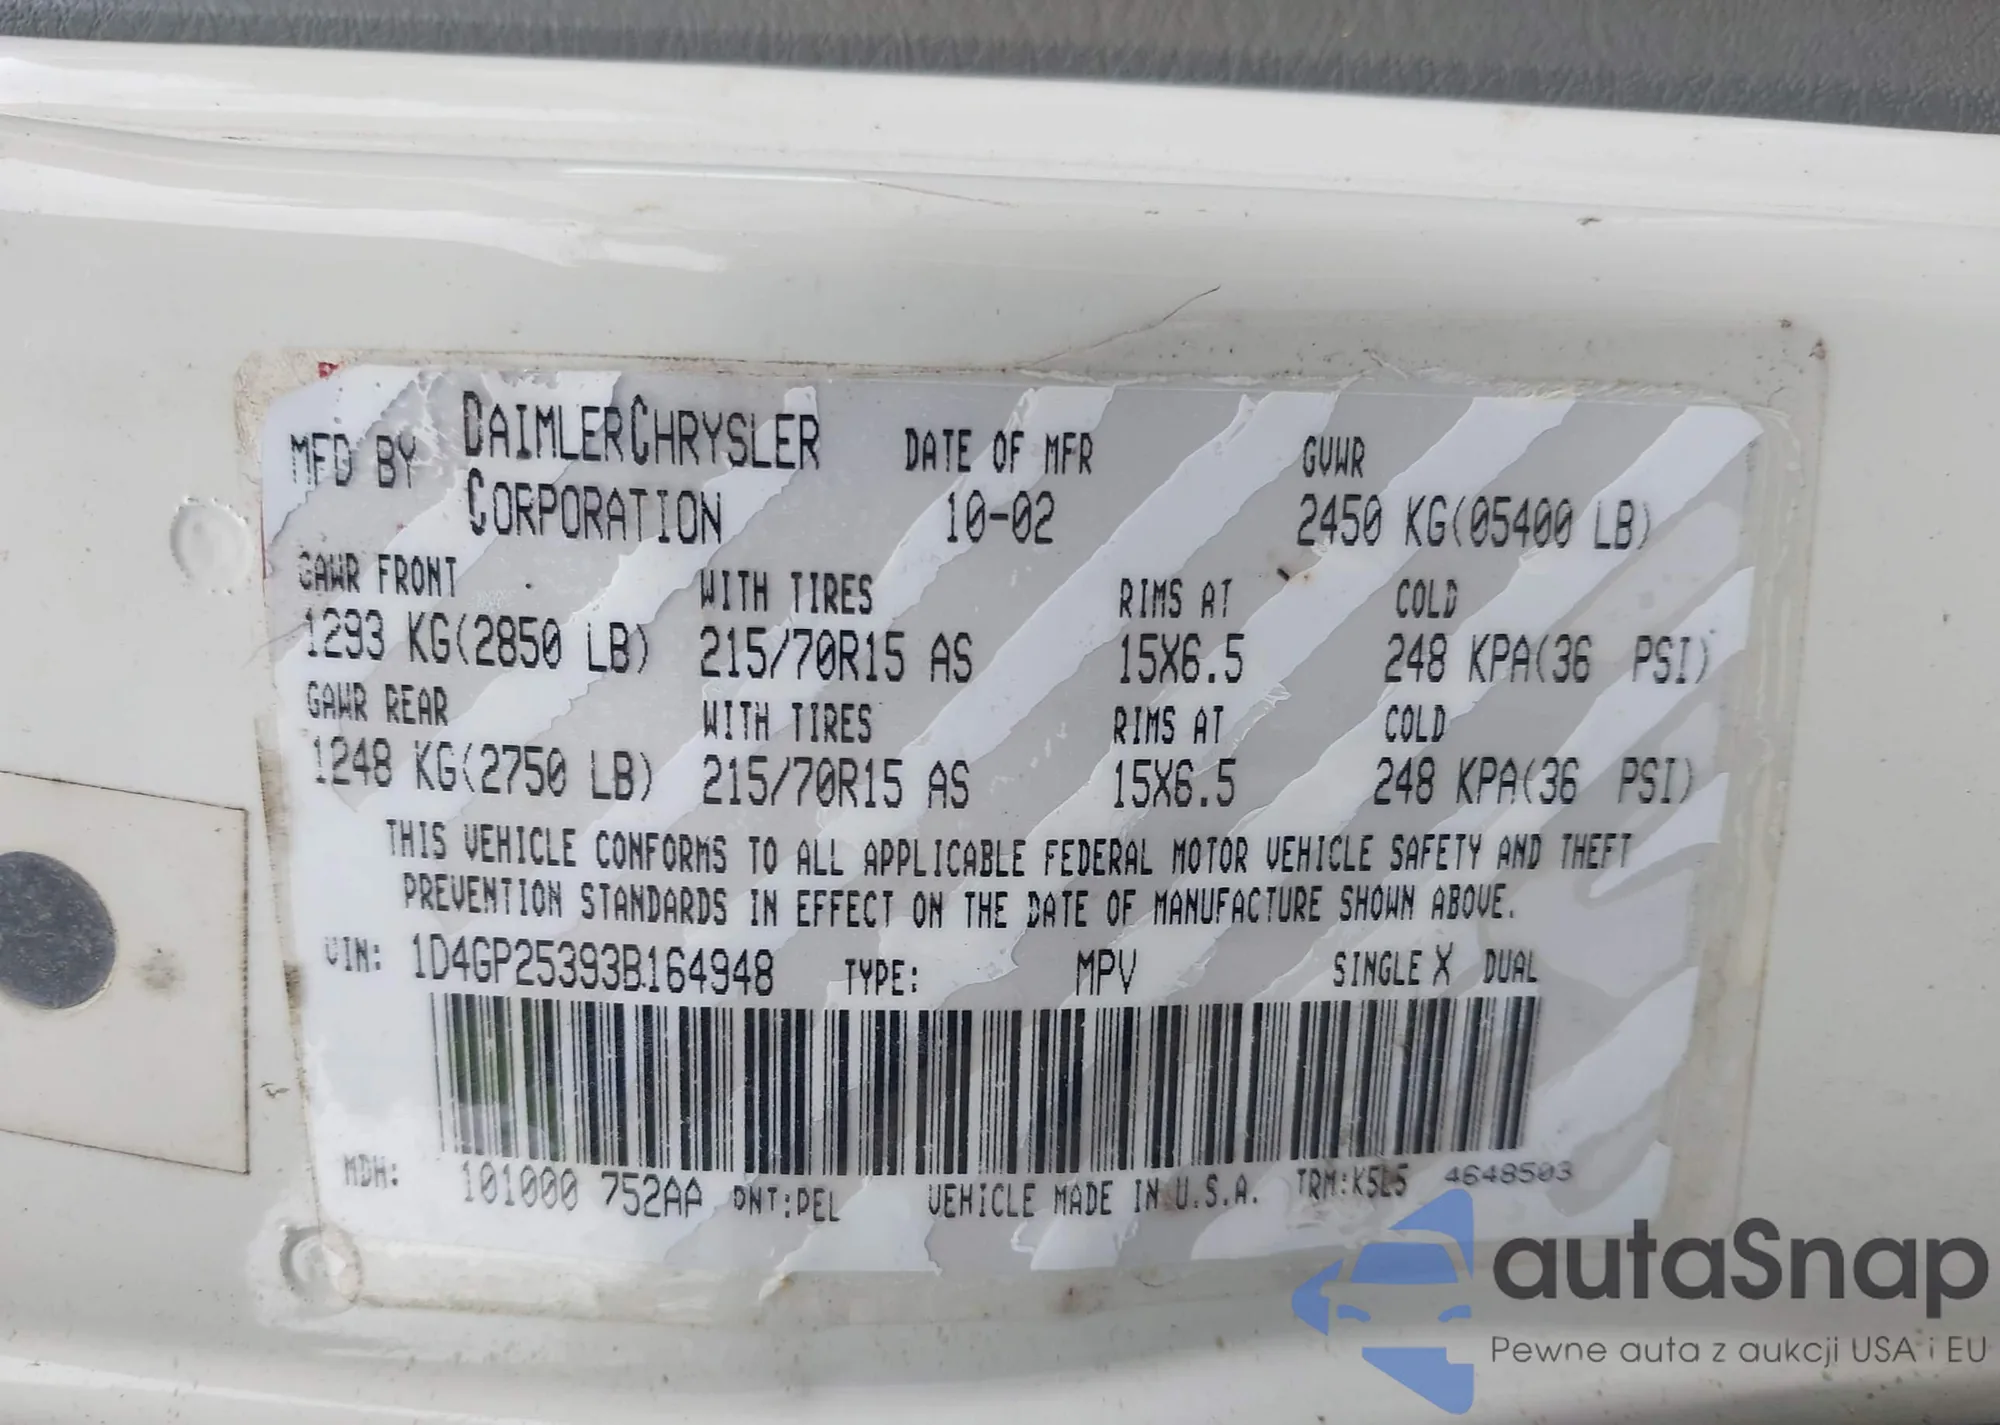 MFD BY DAIMLERCHRYSLER CORPORATION
DATE OF MFR
10-02
GVWR
2450 KG(05400 LB)
GAWR FRONT WITH TIRES RIMS AT COLD
1293 KG(2850 LB) 215/70R15 AS 15X6.5 248 KPA(36 PSI)
GAWR REAR WITH TIRES RIMS AT COLD
1248 KG(2750 LB) 215/70R15 AS 15X6.5 248 KPA(36 PSI)
THIS VEHICLE CONFORMS TO ALL APPLICABLE FEDERAL MOTOR VEHICLE SAFETY AND THEFT
PREVENTION STANDARDS IN EFFECT ON THE DATE OF MANUFACTURE SHOWN ABOVE.
VIN: 1D4GP25393B164948 TYPE: MPV SINGLE X DUAL
MDH: 101000 752AA PNT:PEL VEHICLE MADE IN U.S.A. TRM:K5L5 4648503
autaSnap
Pewne auta z aukcji USA i EU